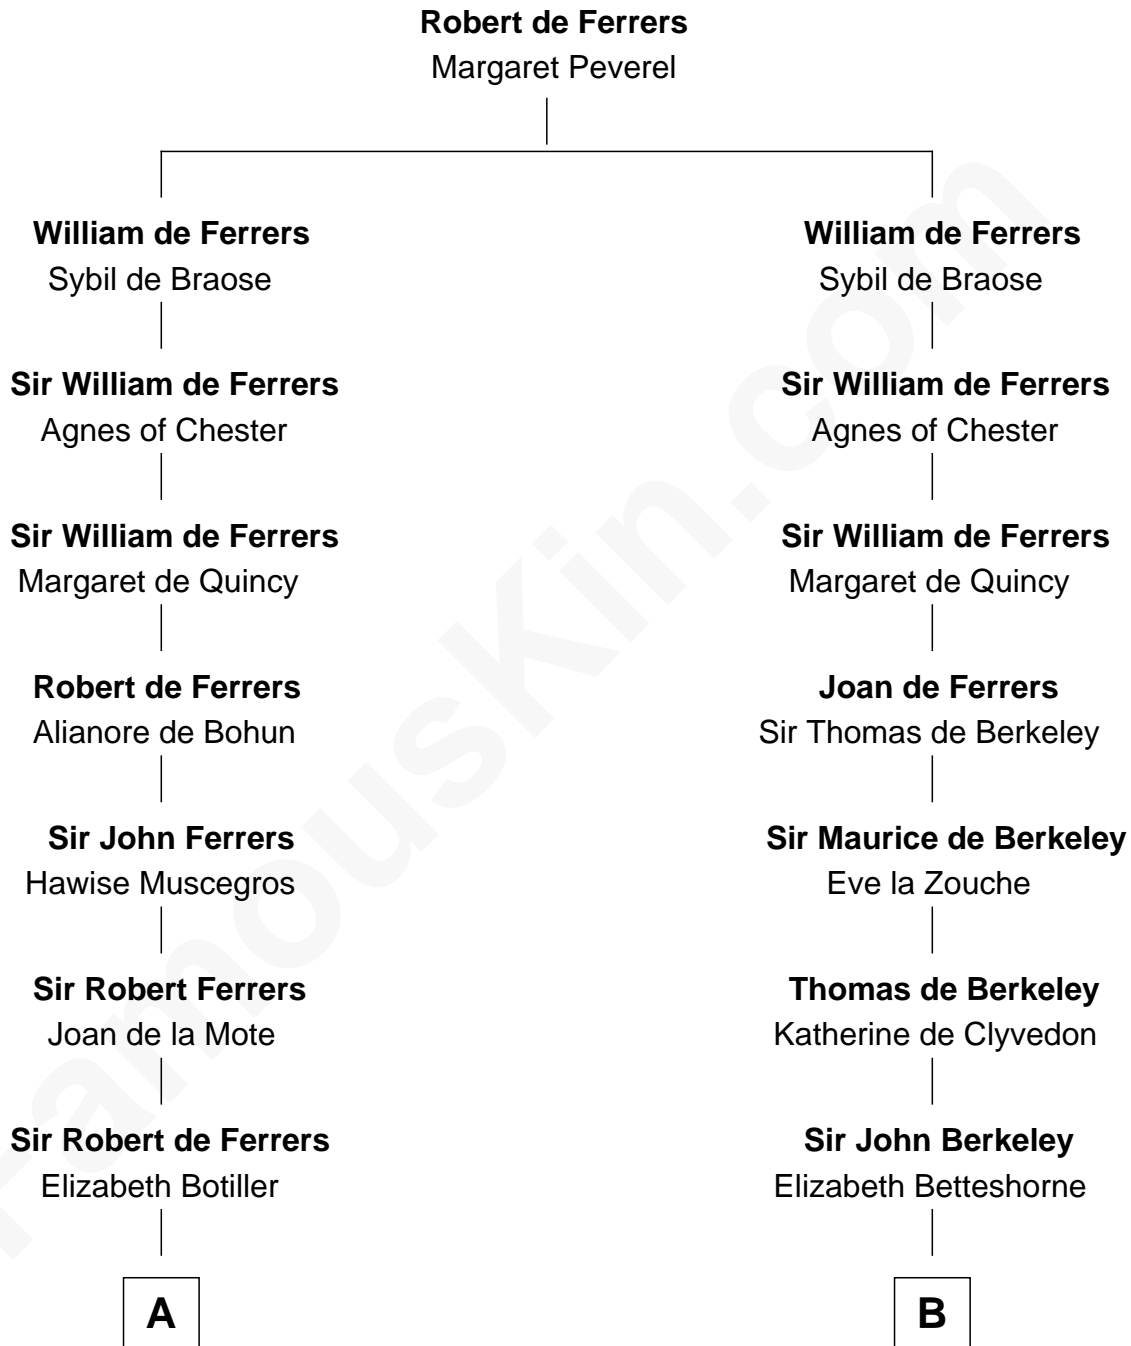 Robert de Ferrers
Margaret Peverel
William de Ferrers
Sybil de Braose
Sir William de Ferrers
Agnes of Chester
Sir William de Ferrers
Margaret de Quincy
Robert de Ferrers
Alianore de Bohun
Sir John Ferrers
Hawise Muscegros
Sir Robert Ferrers
Joan de la Mote
Sir Robert de Ferrers
Elizabeth Botiller
A
William de Ferrers
Sybil de Braose
Sir William de Ferrers
Agnes of Chester
Sir William de Ferrers
Margaret de Quincy
Joan de Ferrers
Sir Thomas de Berkeley
Sir Maurice de Berkeley
Eve la Zouche
Thomas de Berkeley
Katherine de Clyvedon
Sir John Berkeley
Elizabeth Betteshorne
B
FamousKin.com